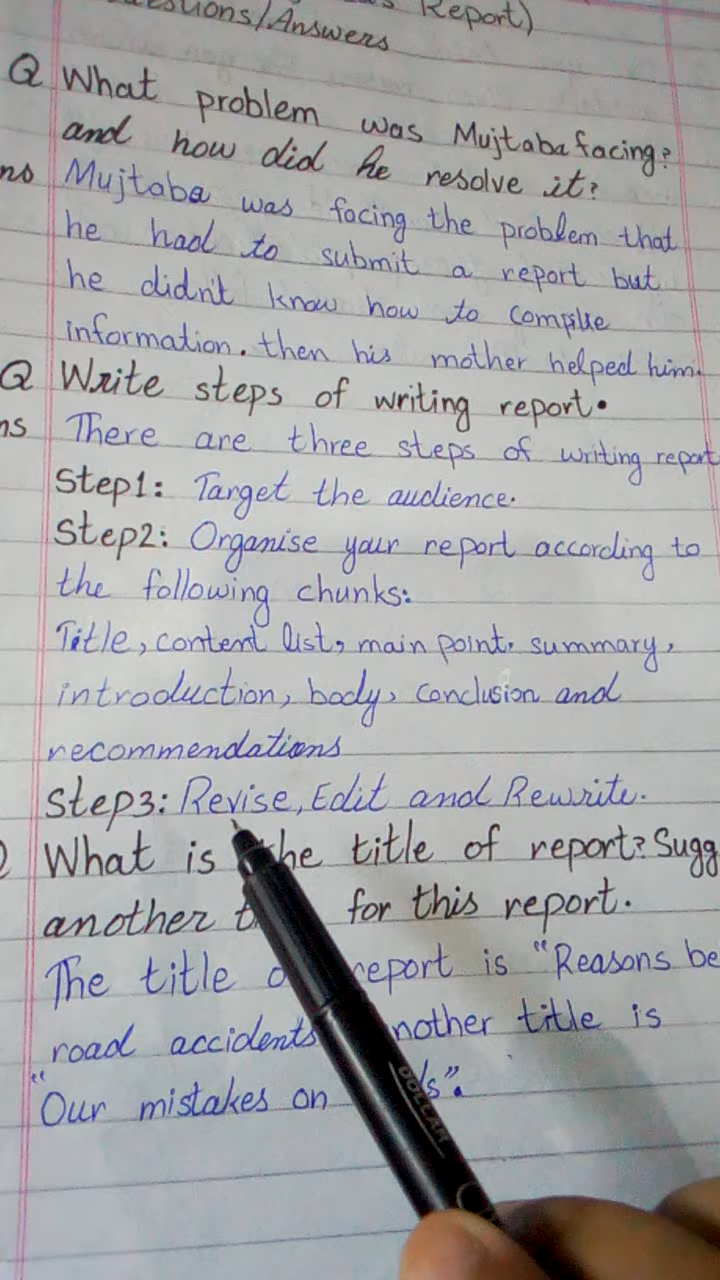 estions/Answers
Report)
Q What problem was Mujtaba facing?
and how did he resolve it?
ns Mujtaba was facing the problem that
he had to submit a report but
he didn't know how to compile
information. then his mother helped him.
Q Write steps of writing report.
ns There are three steps of writing report
Step1: Target the audience.
Step2: Organise your report according to
the following chunks:
Title, content list, main point, summary,
introduction, body, conclusion and
recommendations
Step3: Revise, Edit and Rewrite.
What is the title of report? Sugg
another for this report.
The title report is "Reasons be
road accidents nother title is
"Our mistakes on ds".
DOLLAR